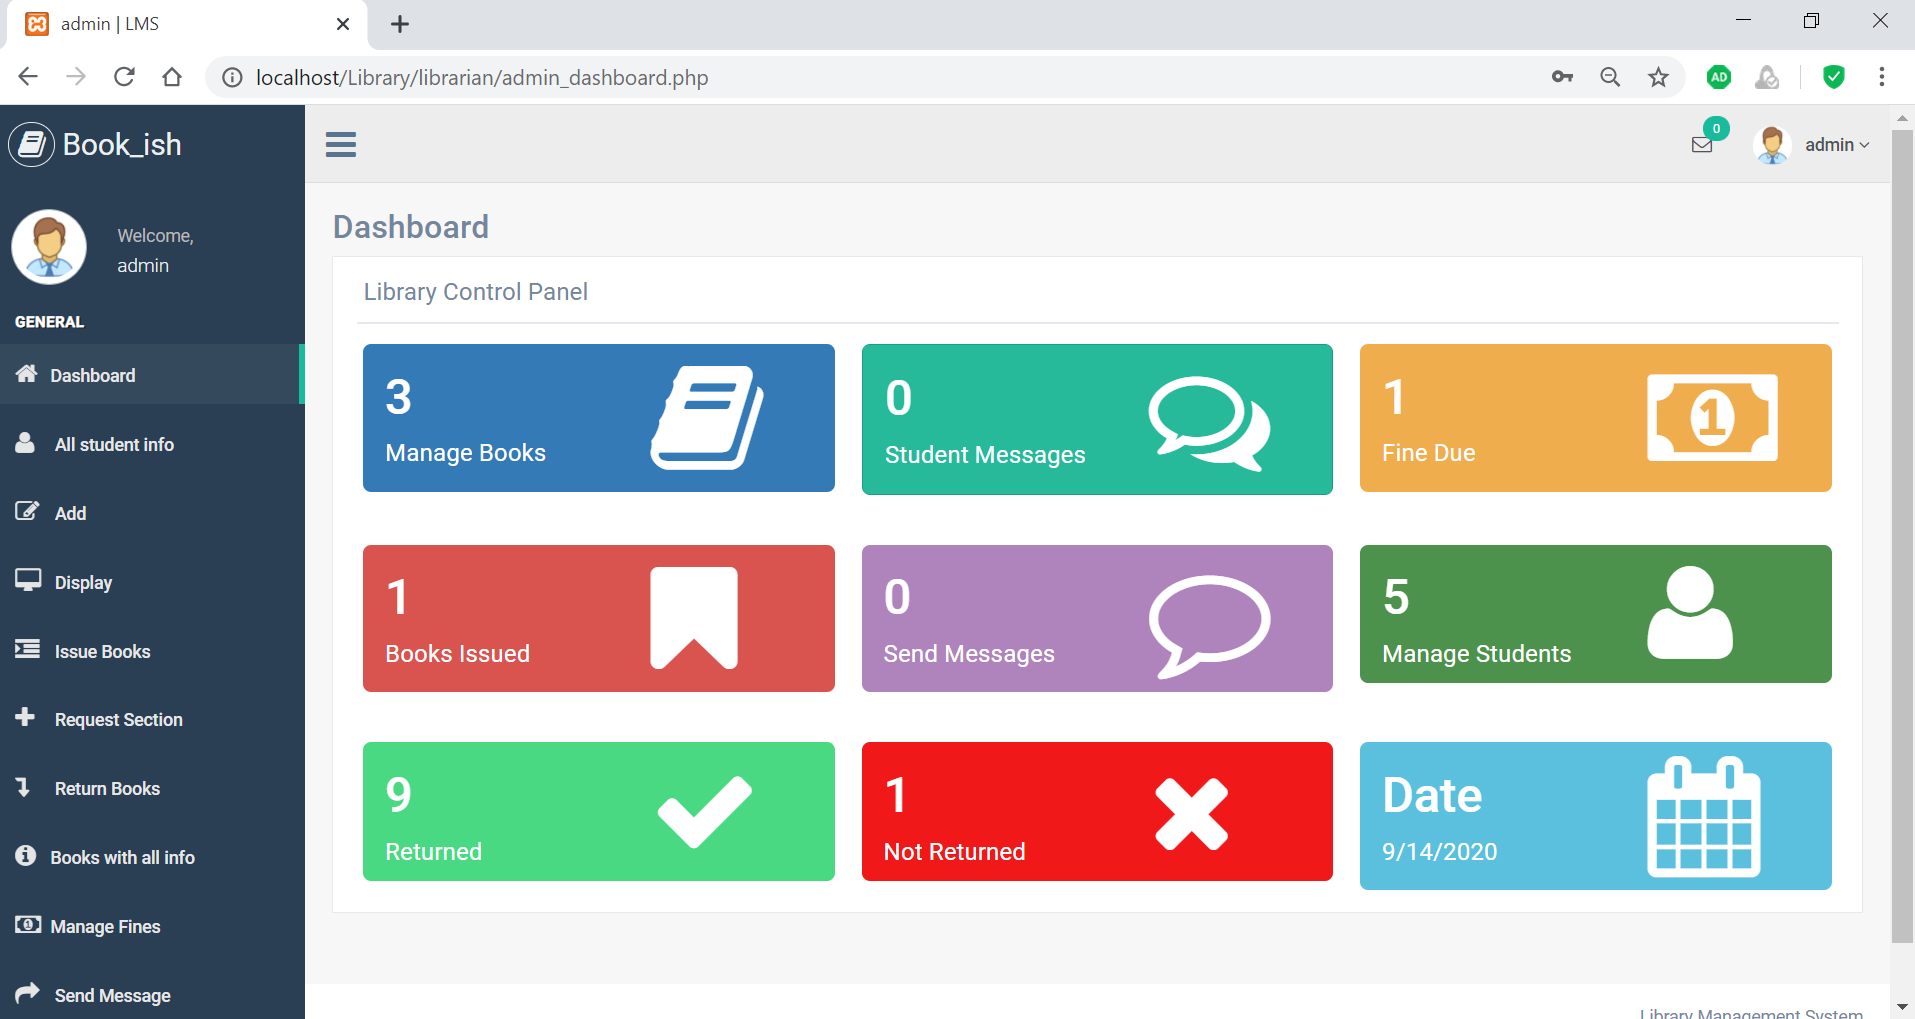 admin | LMS
localhost/Library/librarian/admin_dashboard.php
AD
Book_ish
0
admin
Welcome,
admin
GENERAL
Dashboard
All student info
Add
Display
Issue Books
Request Section
Return Books
Books with all info
Manage Fines
Send Message
Dashboard
Library Control Panel
3
Manage Books
0
Student Messages
1
Fine Due
1
1
Books Issued
0
Send Messages
5
Manage Students
9
Returned
1
Not Returned
Date
9/14/2020
Library Management System